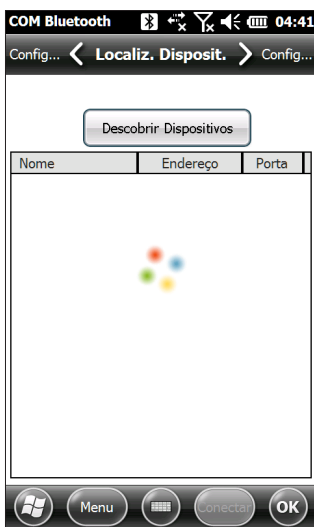 COM Bluetooth 04:41
Config... Localiz. Disposit. Config...
Descobrir Dispositivos
Nome Endereço Porta
Menu Conectar OK